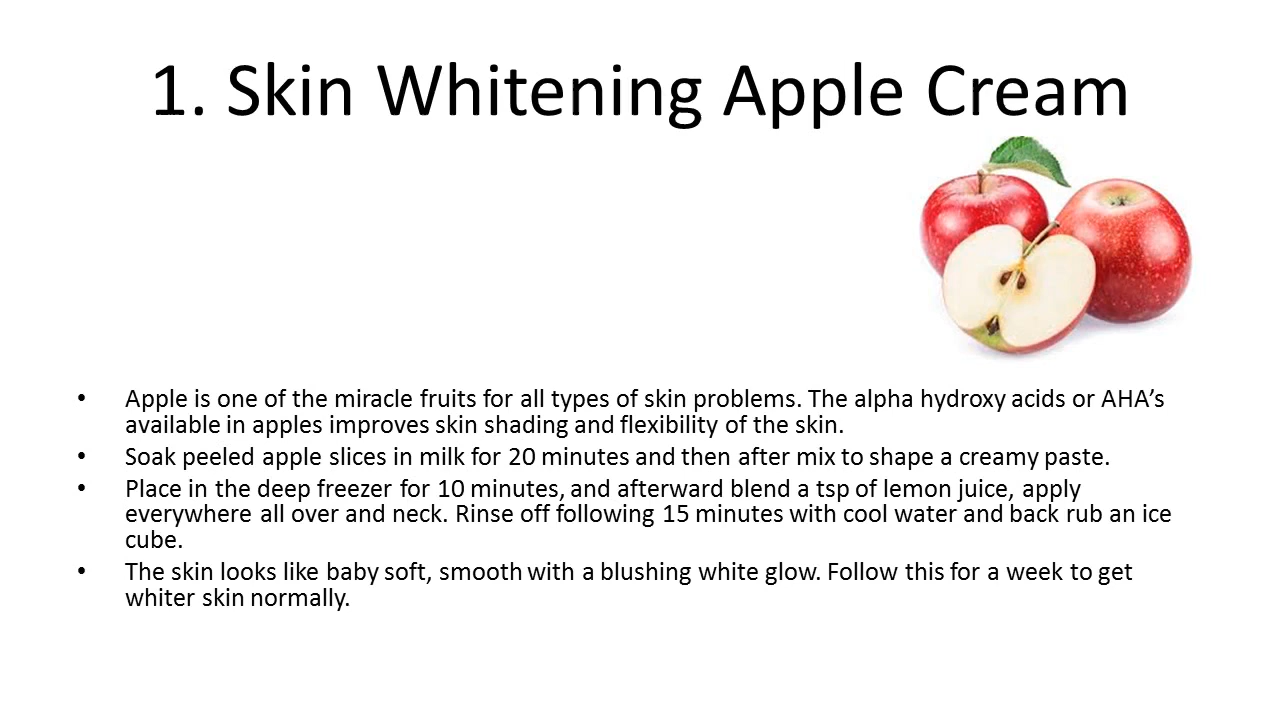 1. Skin Whitening Apple Cream
• Apple is one of the miracle fruits for all types of skin problems. The alpha hydroxy acids or AHA’s
available in apples improves skin shading and flexibility of the skin.
• Soak peeled apple slices in milk for 20 minutes and then after mix to shape a creamy paste.
• Place in the deep freezer for 10 minutes, and afterward blend a tsp of lemon juice, apply
everywhere all over and neck. Rinse off following 15 minutes with cool water and back rub an ice
cube.
• The skin looks like baby soft, smooth with a blushing white glow. Follow this for a week to get
whiter skin normally.